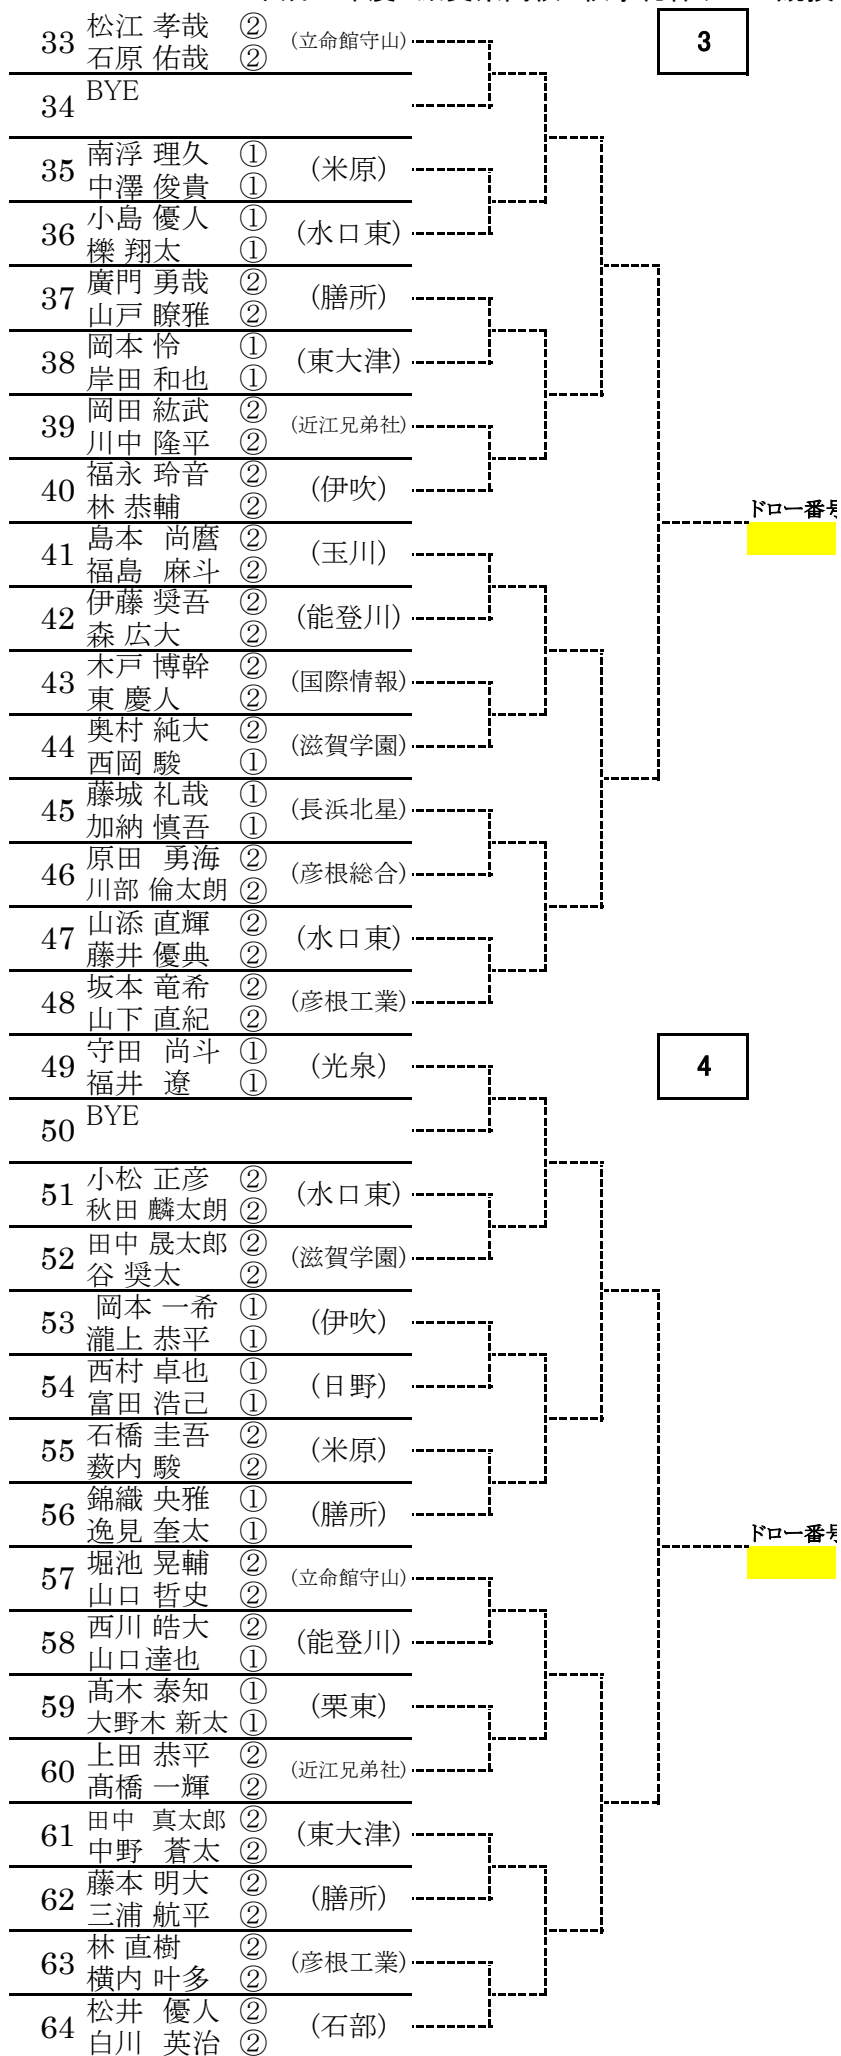 33 松江 孝哉 ② (立命館守山) 3
石原 佑哉 ②
34 BYE
35 南浮 理久 ① (米原)
中澤 俊貴 ①
36 小島 優人 ① (水口東)
櫟 翔太 ①
37 廣門 勇哉 ② (膳所)
山戸 瞭雅 ②
38 岡本 怜 ① (東大津)
岸田 和也 ①
39 岡田 紘武 ② (近江兄弟社)
川中 隆平 ②
40 福永 玲音 ② (伊吹)
林 恭輔 ②
ドロー番号
41 島本 尚麿 ② (玉川)
福島 麻斗 ②
42 伊藤 奨吾 ② (能登川)
森 広大 ②
43 木戸 博幹 ② (国際情報)
東 慶人 ②
44 奥村 純大 ② (滋賀学園)
西岡 駿 ①
45 藤城 礼哉 ① (長浜北星)
加納 慎吾 ①
46 原田 勇海 ② (彦根総合)
川部 倫太朗 ②
47 山添 直輝 ② (水口東)
藤井 優典 ②
48 坂本 竜希 ② (彦根工業)
山下 直紀 ②
49 守田 尚斗 ① (光泉) 4
福井 遼 ①
50 BYE
51 小松 正彦 ② (水口東)
秋田 麟太朗 ②
52 田中 晟太郎 ② (滋賀学園)
谷 奨太 ②
53 岡本 一希 ① (伊吹)
瀧上 恭平 ①
54 西村 卓也 ① (日野)
富田 浩己 ①
55 石橋 圭吾 ② (米原)
薮内 駿 ②
56 錦織 央雅 ① (膳所)
逸見 奎太 ①
ドロー番号
57 堀池 晃輔 ② (立命館守山)
山口 哲史 ②
58 西川 皓大 ② (能登川)
山口達也 ①
59 髙木 泰知 ① (栗東)
大野木 新太 ①
60 上田 恭平 ② (近江兄弟社)
髙橋 一輝 ②
61 田中 真太郎 ② (東大津)
中野 蒼太 ②
62 藤本 明大 ② (膳所)
三浦 航平 ②
63 林 直樹 ② (彦根工業)
横内 叶多 ②
64 松井 優人 ② (石部)
白川 英治 ②